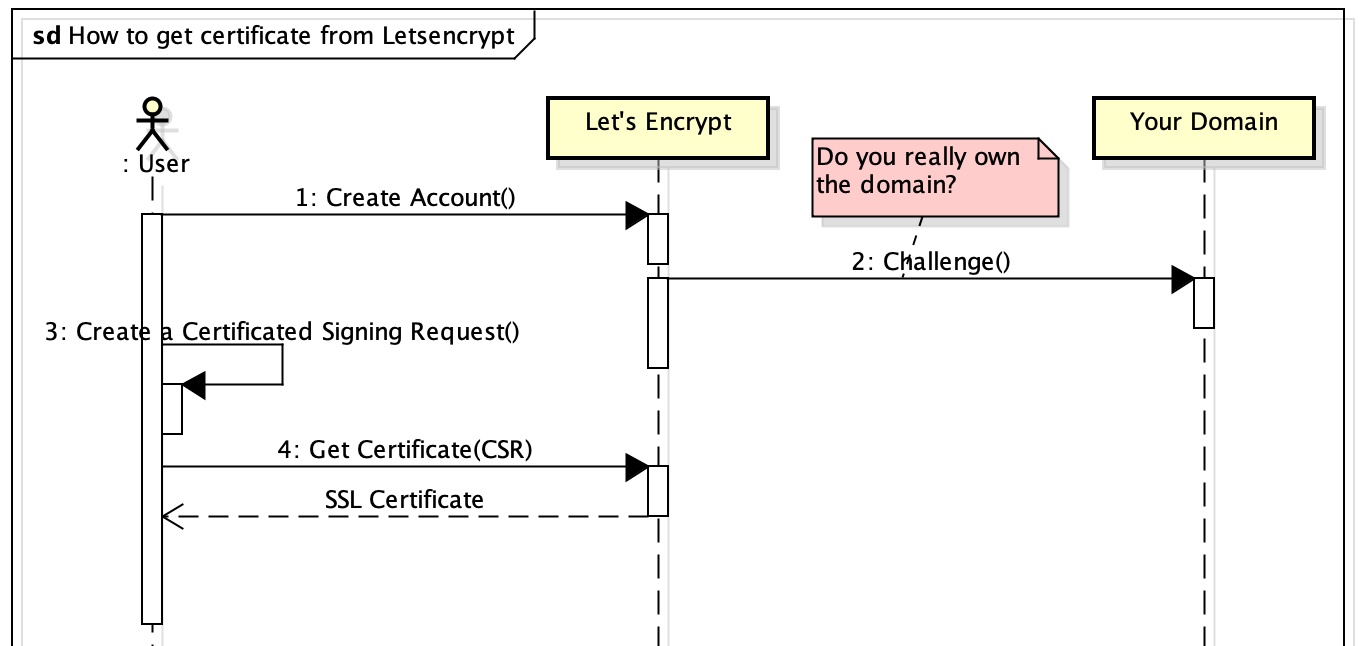 sd How to get certificate from Letsencrypt
: User
Let's Encrypt
Your Domain
Do you really own
the domain?
1: Create Account()
2: Challenge()
3: Create a Certificated Signing Request()
4: Get Certificate(CSR)
SSL Certificate